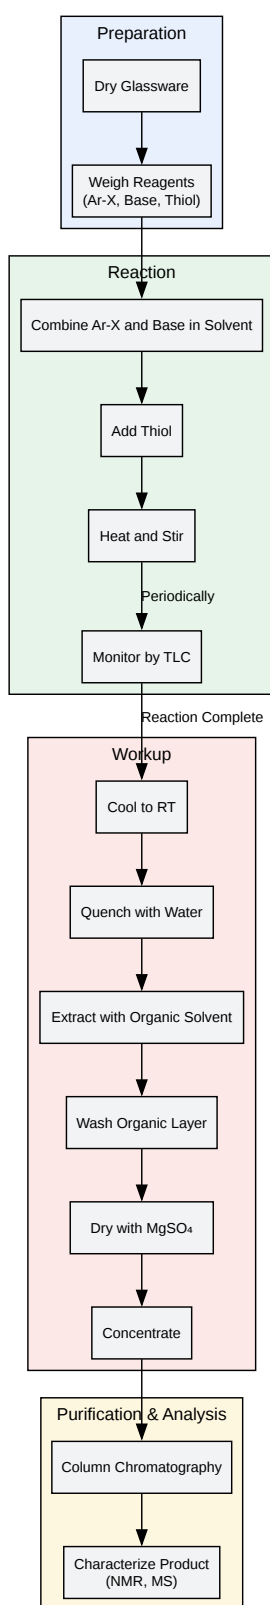 Preparation
Dry Glassware
Weigh Reagents
(Ar-X, Base, Thiol)
Reaction
Combine Ar-X and Base in Solvent
Add Thiol
Heat and Stir
Periodically
Monitor by TLC
Reaction Complete
Workup
Cool to RT
Quench with Water
Extract with Organic Solvent
Wash Organic Layer
Dry with MgSO₄
Concentrate
Purification & Analysis
Column Chromatography
Characterize Product
(NMR, MS)